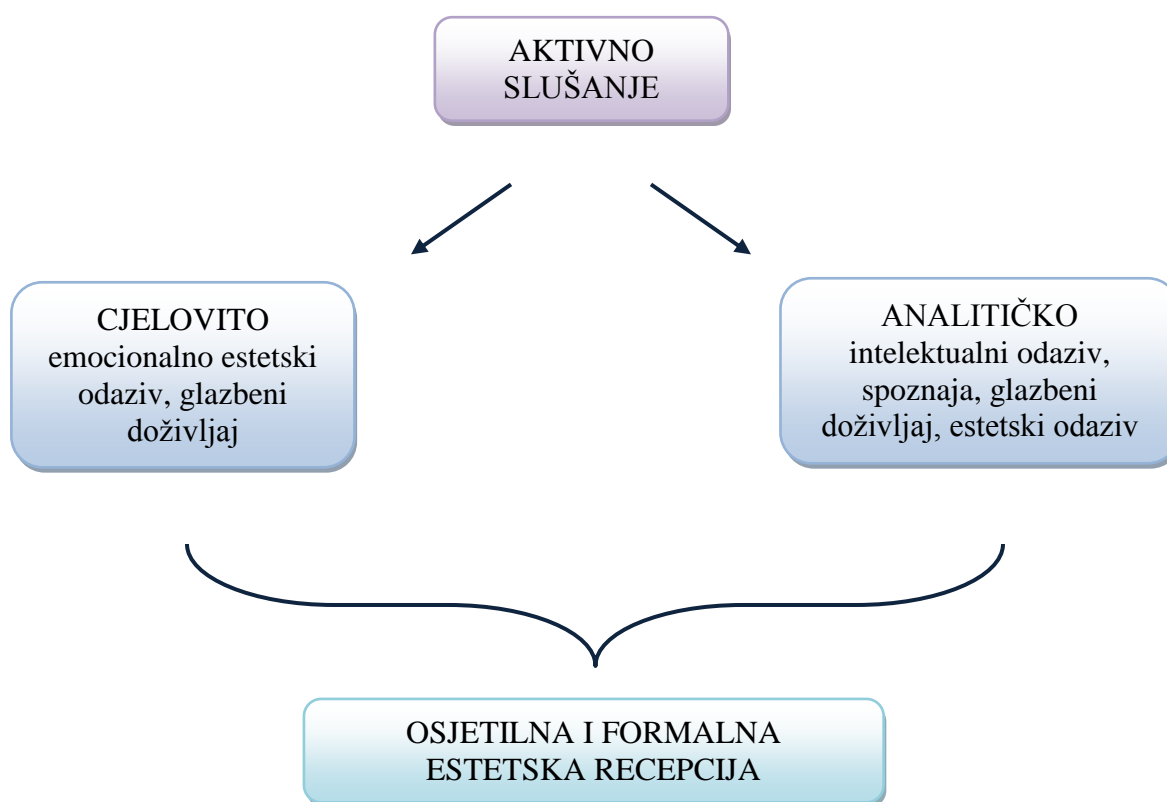 AKTIVNO
SLUŠANJE
CJELOVITO
emocionalno estetski
odaziv, glazbeni
doživljaj
ANALITIČKO
intelektualni odaziv,
spoznaja, glazbeni
doživljaj, estetski odaziv
OSJETILNA I FORMALNA
ESTETSKA RECEPCIJA